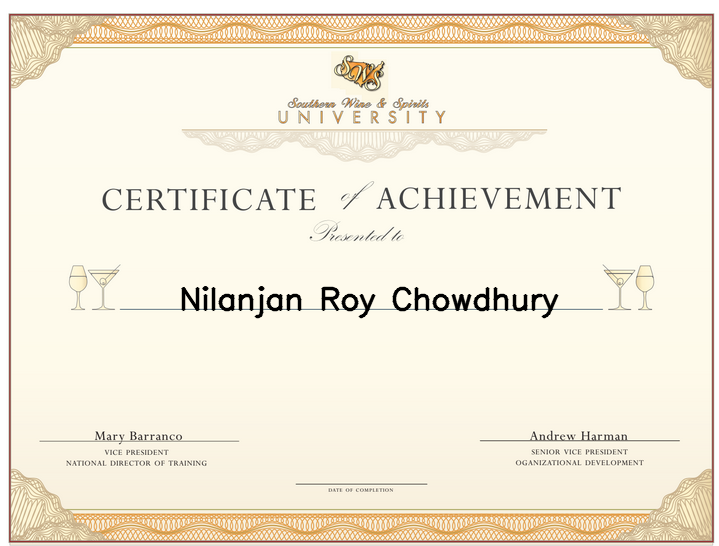 SWS
Southern Wine & Spirits
UNIVERSITY
CERTIFICATE of ACHIEVEMENT
Presented to
Nilanjan Roy Chowdhury
Mary Barranco
VICE PRESIDENT
NATIONAL DIRECTOR OF TRAINING
Andrew Harman
SENIOR VICE PRESIDENT
OGANIZATIONAL DEVELOPMENT
DATE OF COMPLETION